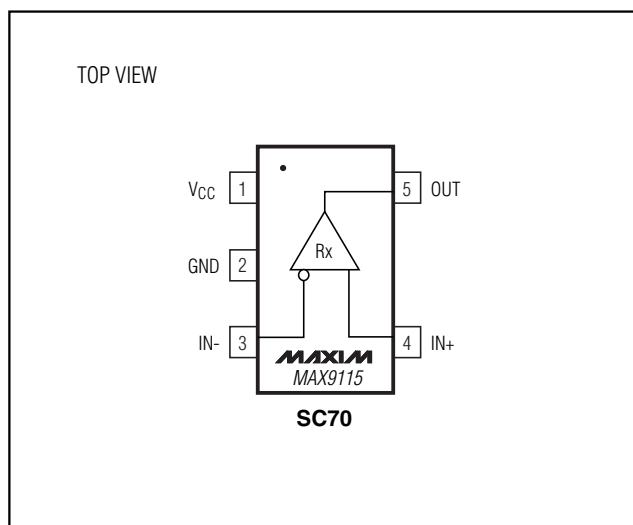 TOP VIEW
VCC 1
5 OUT
Rx
GND 2
IN- 3
4 IN+
MAXIM
MAX9115
SC70